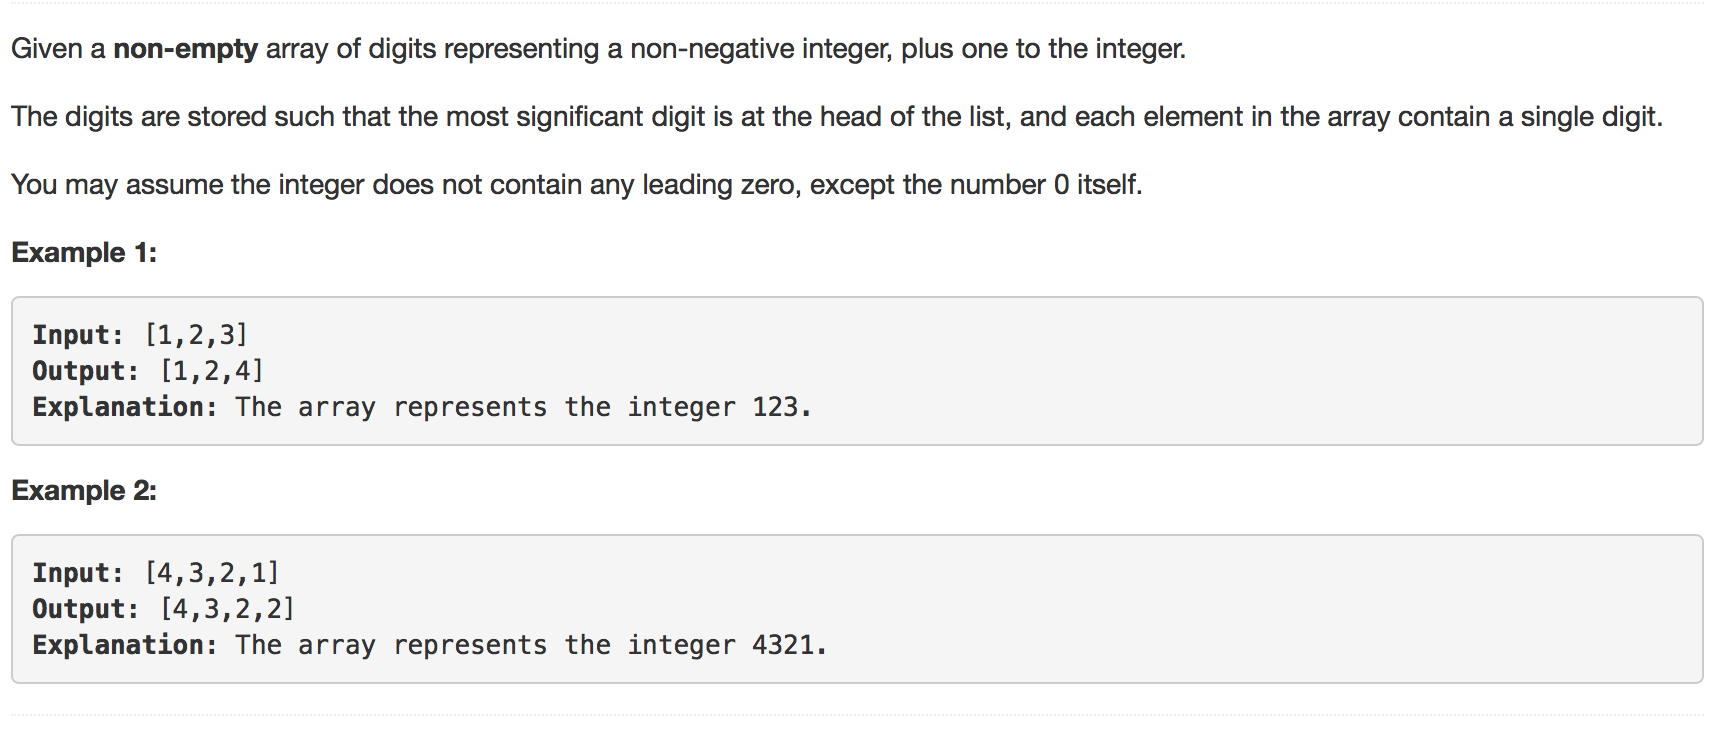 Given a non-empty array of digits representing a non-negative integer, plus one to the integer.
The digits are stored such that the most significant digit is at the head of the list, and each element in the array contain a single digit.
You may assume the integer does not contain any leading zero, except the number 0 itself.
Example 1:
Input: [1,2,3]
Output: [1,2,4]
Explanation: The array represents the integer 123.
Example 2:
Input: [4,3,2,1]
Output: [4,3,2,2]
Explanation: The array represents the integer 4321.